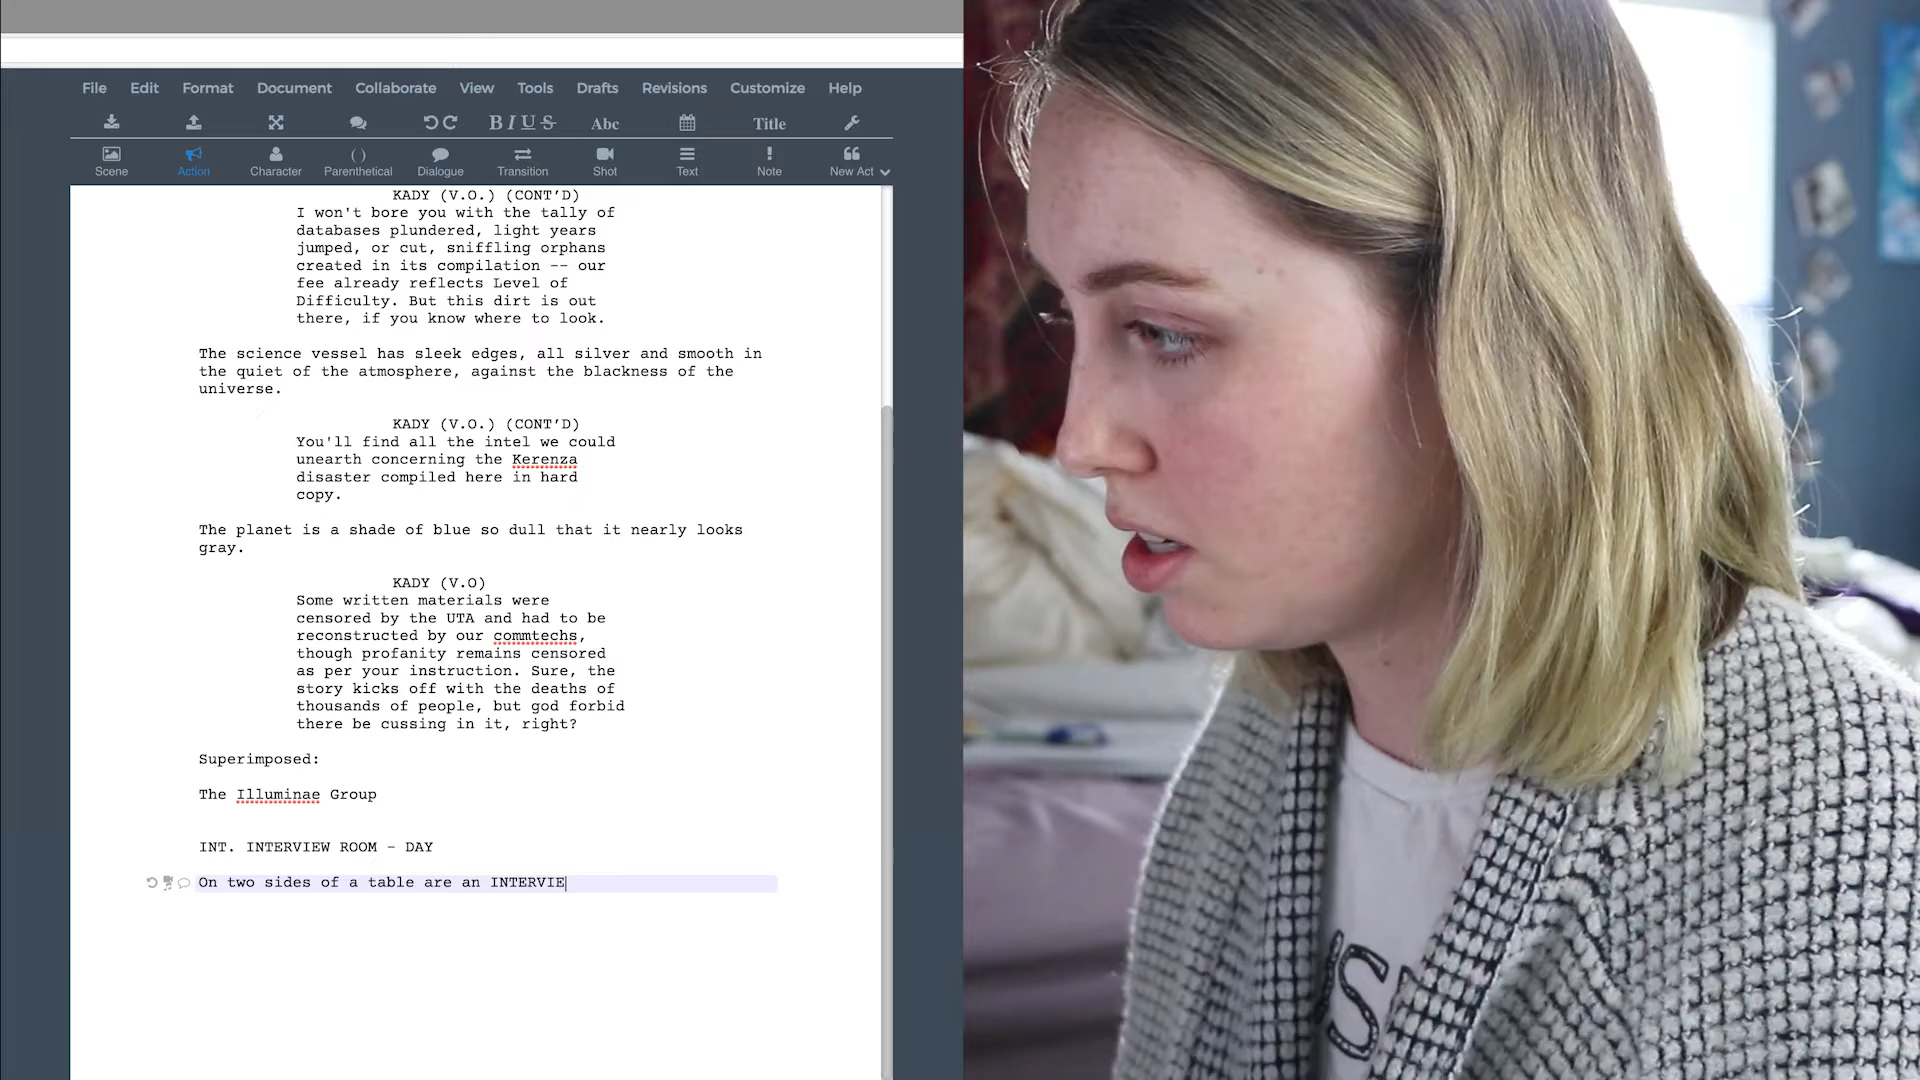 File Edit Format Document Collaborate View Tools Drafts Revisions Customize Help
B I U S Abc Title
Scene Action Character Parenthetical Dialogue Transition Shot Text Note New Act
KADY (V.O.) (CONT'D)
I won't bore you with the tally of
databases plundered, light years
jumped, or cut, sniffling orphans
created in its compilation -- our
fee already reflects Level of
Difficulty. But this dirt is out
there, if you know where to look.
The science vessel has sleek edges, all silver and smooth in
the quiet of the atmosphere, against the blackness of the
universe.
KADY (V.O.) (CONT'D)
You'll find all the intel we could
unearth concerning the Kerenza
disaster compiled here in hard
copy.
The planet is a shade of blue so dull that it nearly looks
gray.
KADY (V.O)
Some written materials were
censored by the UTA and had to be
reconstructed by our commtechs,
though profanity remains censored
as per your instruction. Sure, the
story kicks off with the deaths of
thousands of people, but god forbid
there be cussing in it, right?
Superimposed:
The Illuminae Group
INT. INTERVIEW ROOM - DAY
On two sides of a table are an INTERVIE